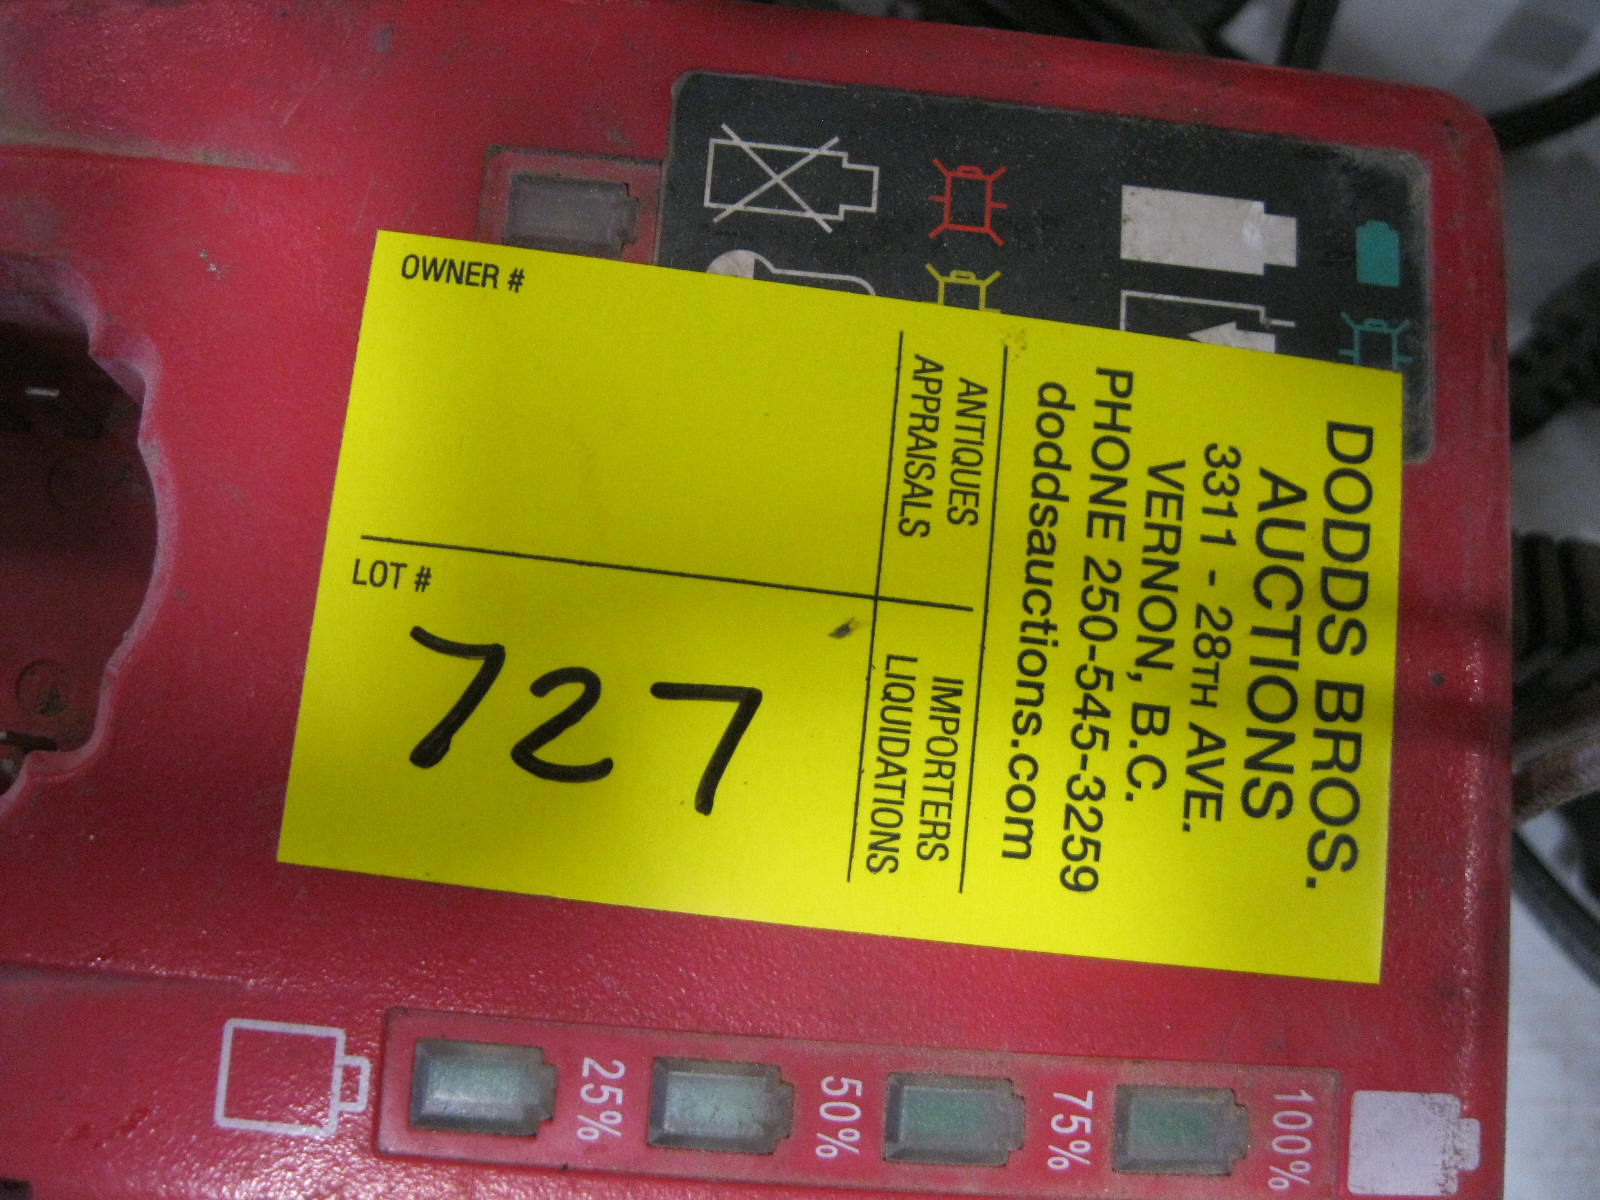 DODDS BROS.
AUCTIONS
3311 - 28TH AVE.
VERNON, B.C.
PHONE 250-545-3259
doddsauctions.com
ANTIQUES
APPRAISALS
IMPORTERS
LIQUIDATIONS
OWNER #
LOT #
727
25%
50%
75%
100%